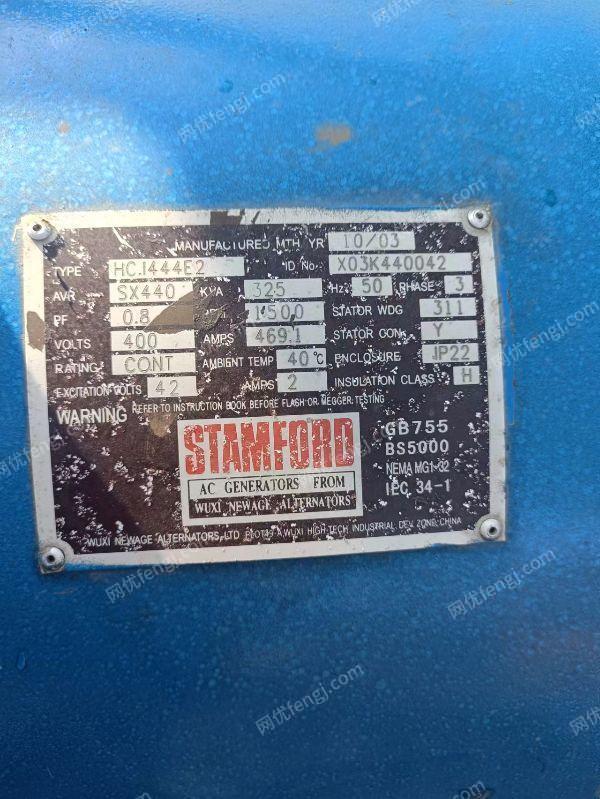 网优fengj.com
MANUFACTURED MTH YR 10/03
TYPE HCJ444E2 ID No. X03K440042
AVR SX440 KVA 325 Hz 50 PHASE 3
PF 0.8 1500 STATOR WDG 311
VOLTS 400 AMPS 469.1 STATOR CON. Y
RATING CONT AMBIENT TEMP 40°C ENCLOSURE IP22
EXCITATION VOLTS 42 AMPS 2 INSULATION CLASS H
WARNING REFER TO INSTRUCTION BOOK BEFORE FLASH OR MEGGER TESTING
STAMFORD
AC GENERATORS FROM
WUXI NEWAGE ALTERNATORS
GB755
BS5000
NEMA MG1-32
IEC 34-1
WUXI NEWAGE ALTERNATORS, LTD WUXI HIGH-TECH INDUSTRIAL DEV. ZONE, CHINA